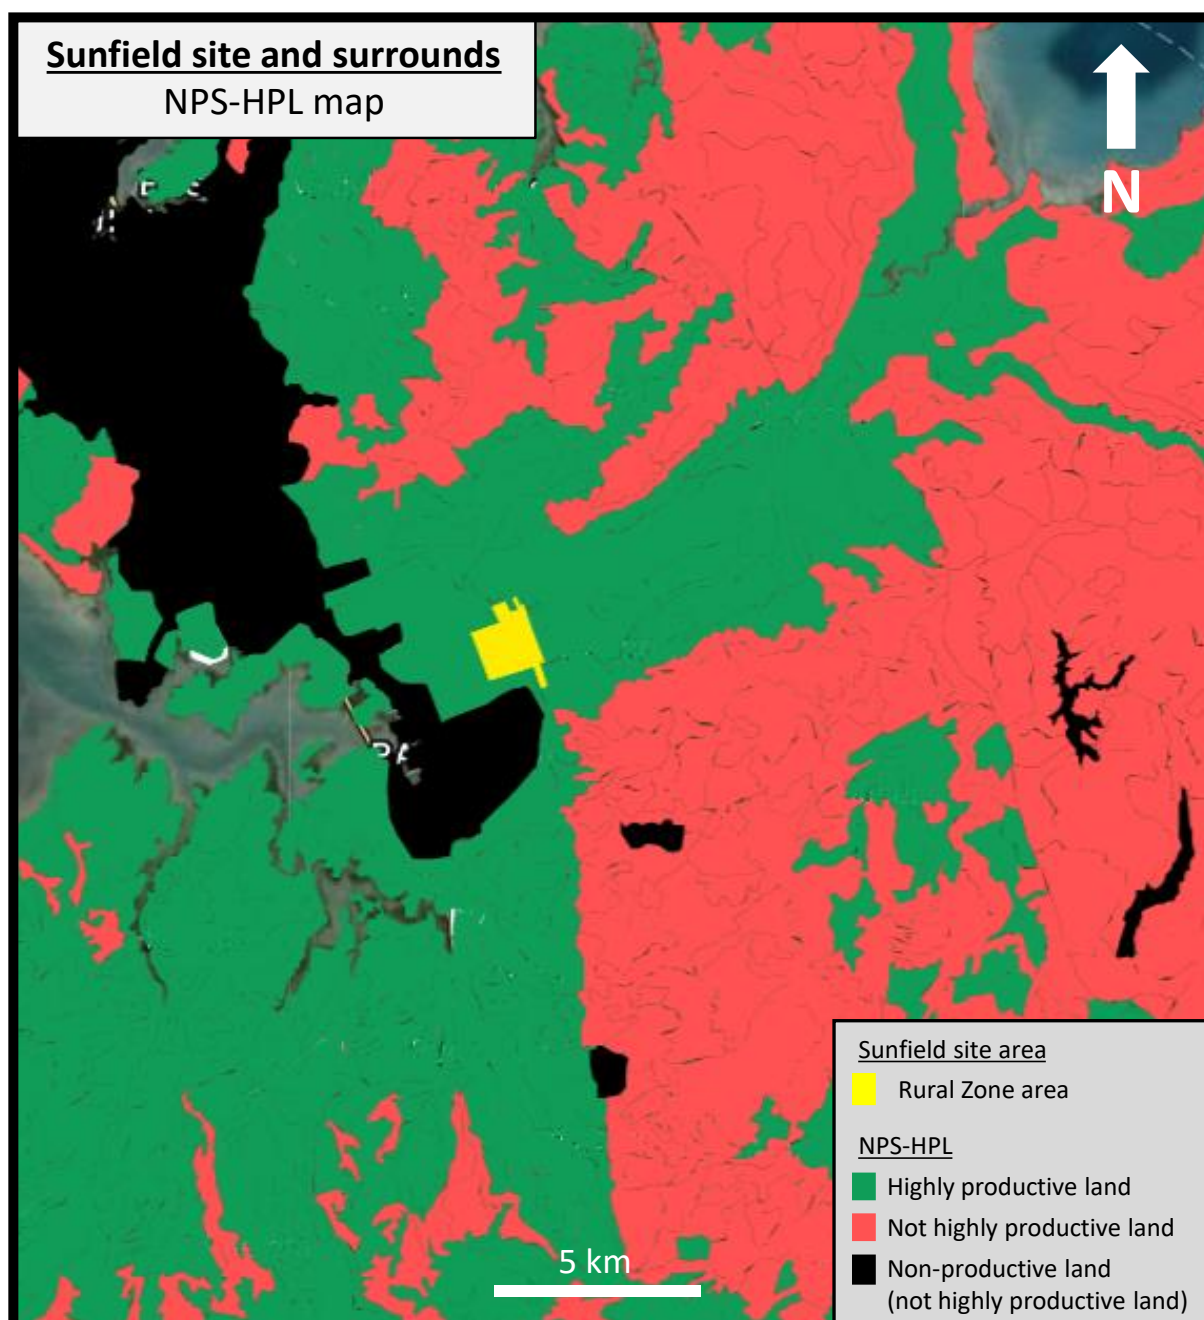 Sunfield site and surrounds
NPS-HPL map
N
Sunfield site area
Rural Zone area
NPS-HPL
Highly productive land
Not highly productive land
Non-productive land
(not highly productive land)
5 km